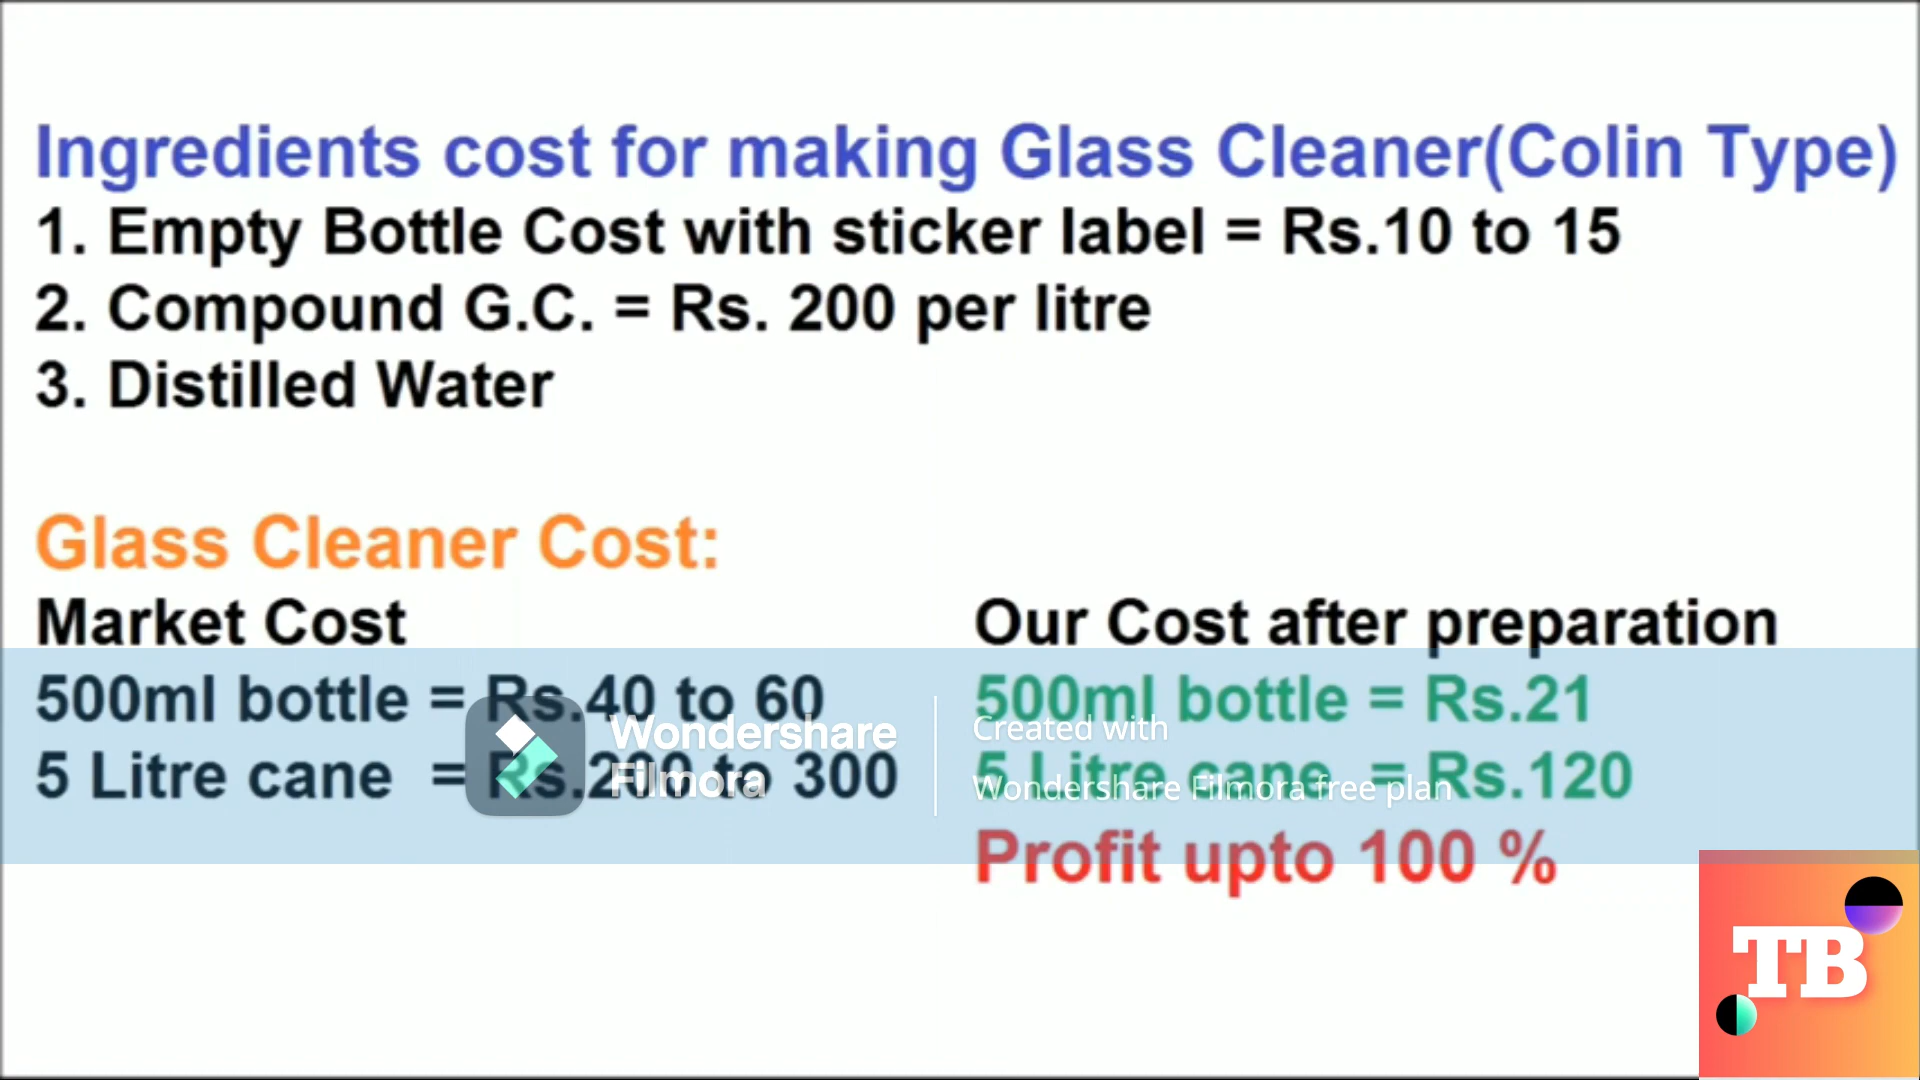 Ingredients cost for making Glass Cleaner(Colin Type)
1. Empty Bottle Cost with sticker label = Rs.10 to 15
2. Compound G.C. = Rs. 200 per litre
3. Distilled Water
Glass Cleaner Cost:
Market Cost
500ml bottle = Rs.40 to 60
5 Litre cane = Rs.200 to 300
Our Cost after preparation
500ml bottle = Rs.21
5 Litre cane = Rs.120
Profit upto 100 %
Wondershare
Filmora
Created with
Wondershare Filmora free plan
TB